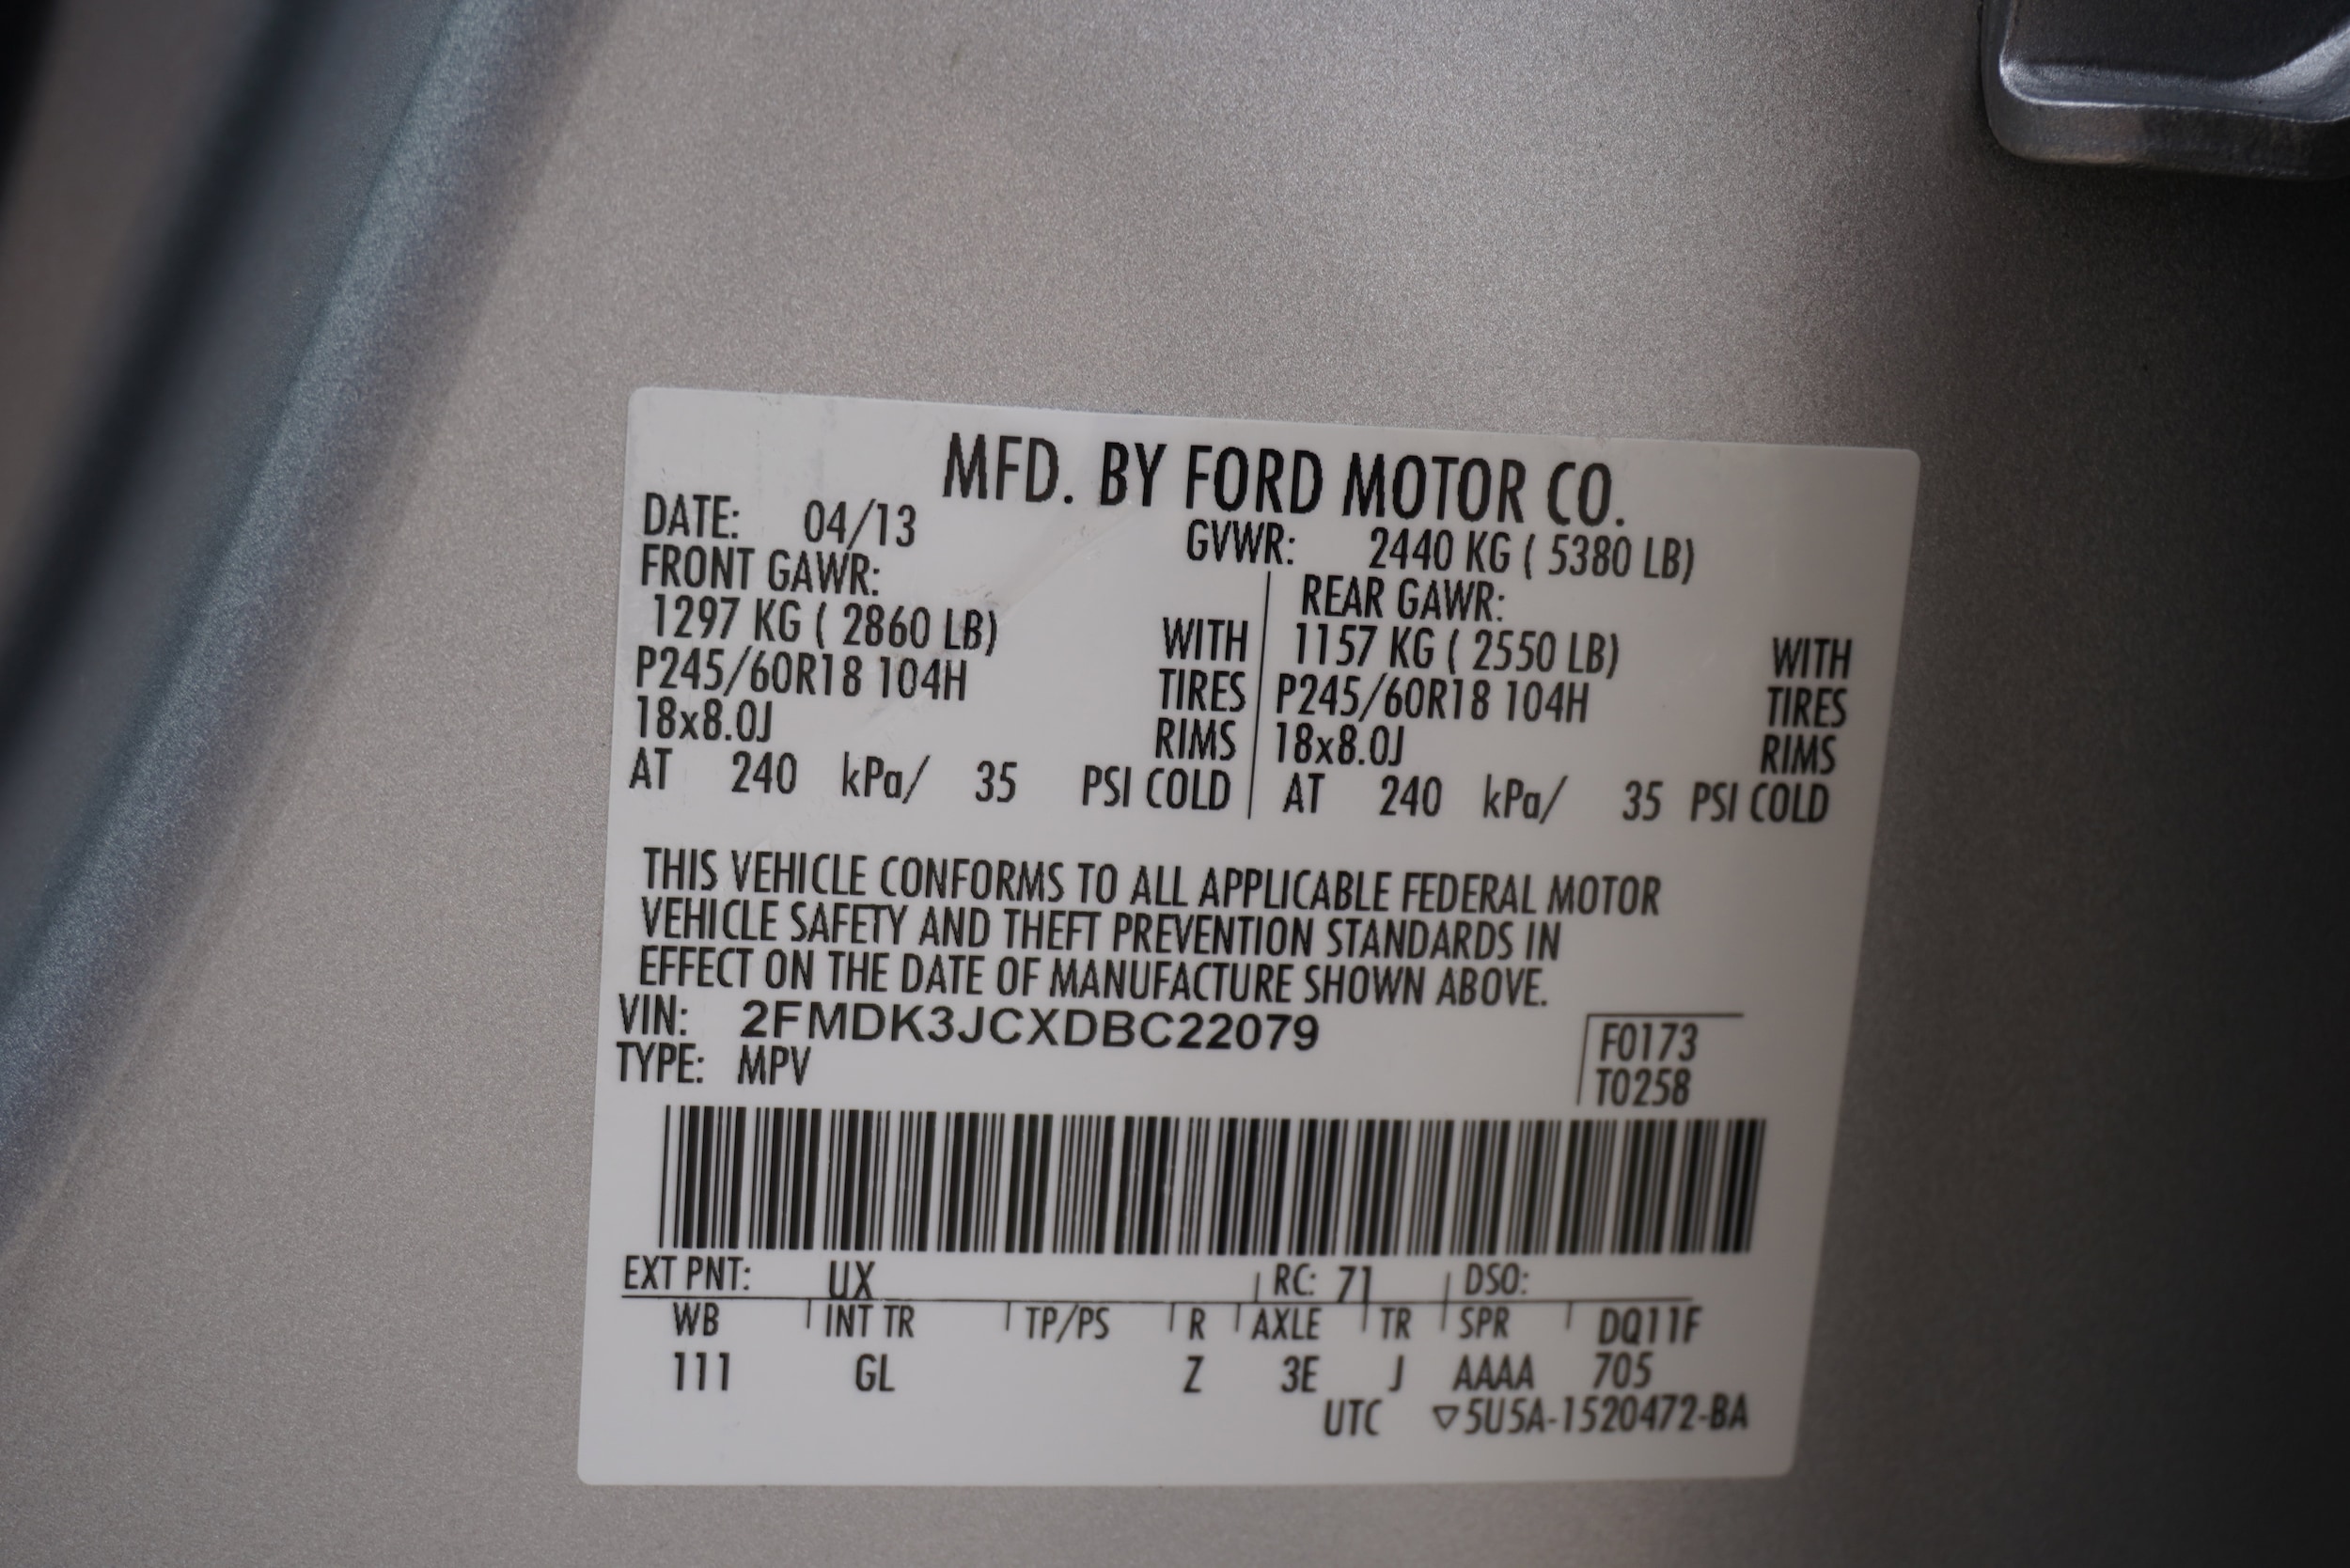 MFD. BY FORD MOTOR CO.
DATE: 04/13 GVWR: 2440 KG ( 5380 LB)
FRONT GAWR: REAR GAWR:
1297 KG ( 2860 LB) WITH 1157 KG ( 2550 LB) WITH
P245/60R18 104H TIRES P245/60R18 104H TIRES
18x8.0J RIMS 18x8.0J RIMS
AT 240 kPa/ 35 PSI COLD AT 240 kPa/ 35 PSI COLD
THIS VEHICLE CONFORMS TO ALL APPLICABLE FEDERAL MOTOR
VEHICLE SAFETY AND THEFT PREVENTION STANDARDS IN
EFFECT ON THE DATE OF MANUFACTURE SHOWN ABOVE.
VIN: 2FMDK3JCXDBC22079 F0173
TYPE: MPV T0258
EXT PNT: UX RC: 71 DSO:
WB INT TR TP/PS R AXLE TR SPR DQ11F
111 GL Z 3E J AAAA 705
UTC ▽5U5A-1520472-BA